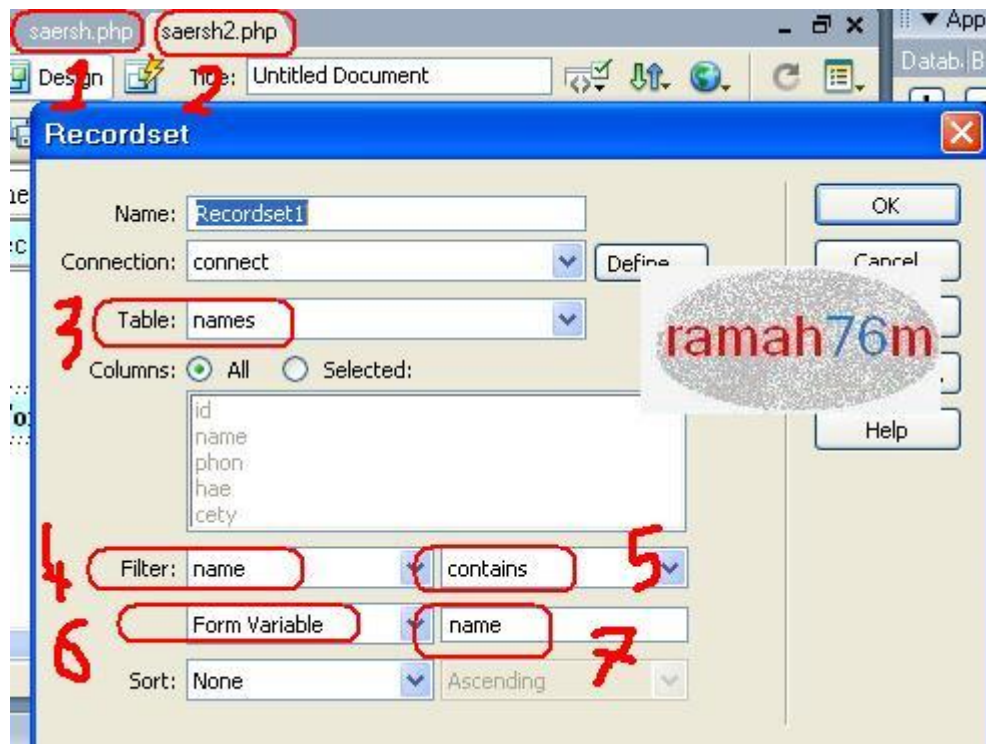 saersh.php saersh2.php
1 2
Design Title: Untitled Document
App
Datab B
Recordset
Name: Recordset1
OK
Connection: connect Define...
Cancel
3 Table: names
ramah76m
Columns: All Selected:
id
name
phon
hae
cety
Help
4 Filter: name contains 5
6 Form Variable name 7
Sort: None Ascending